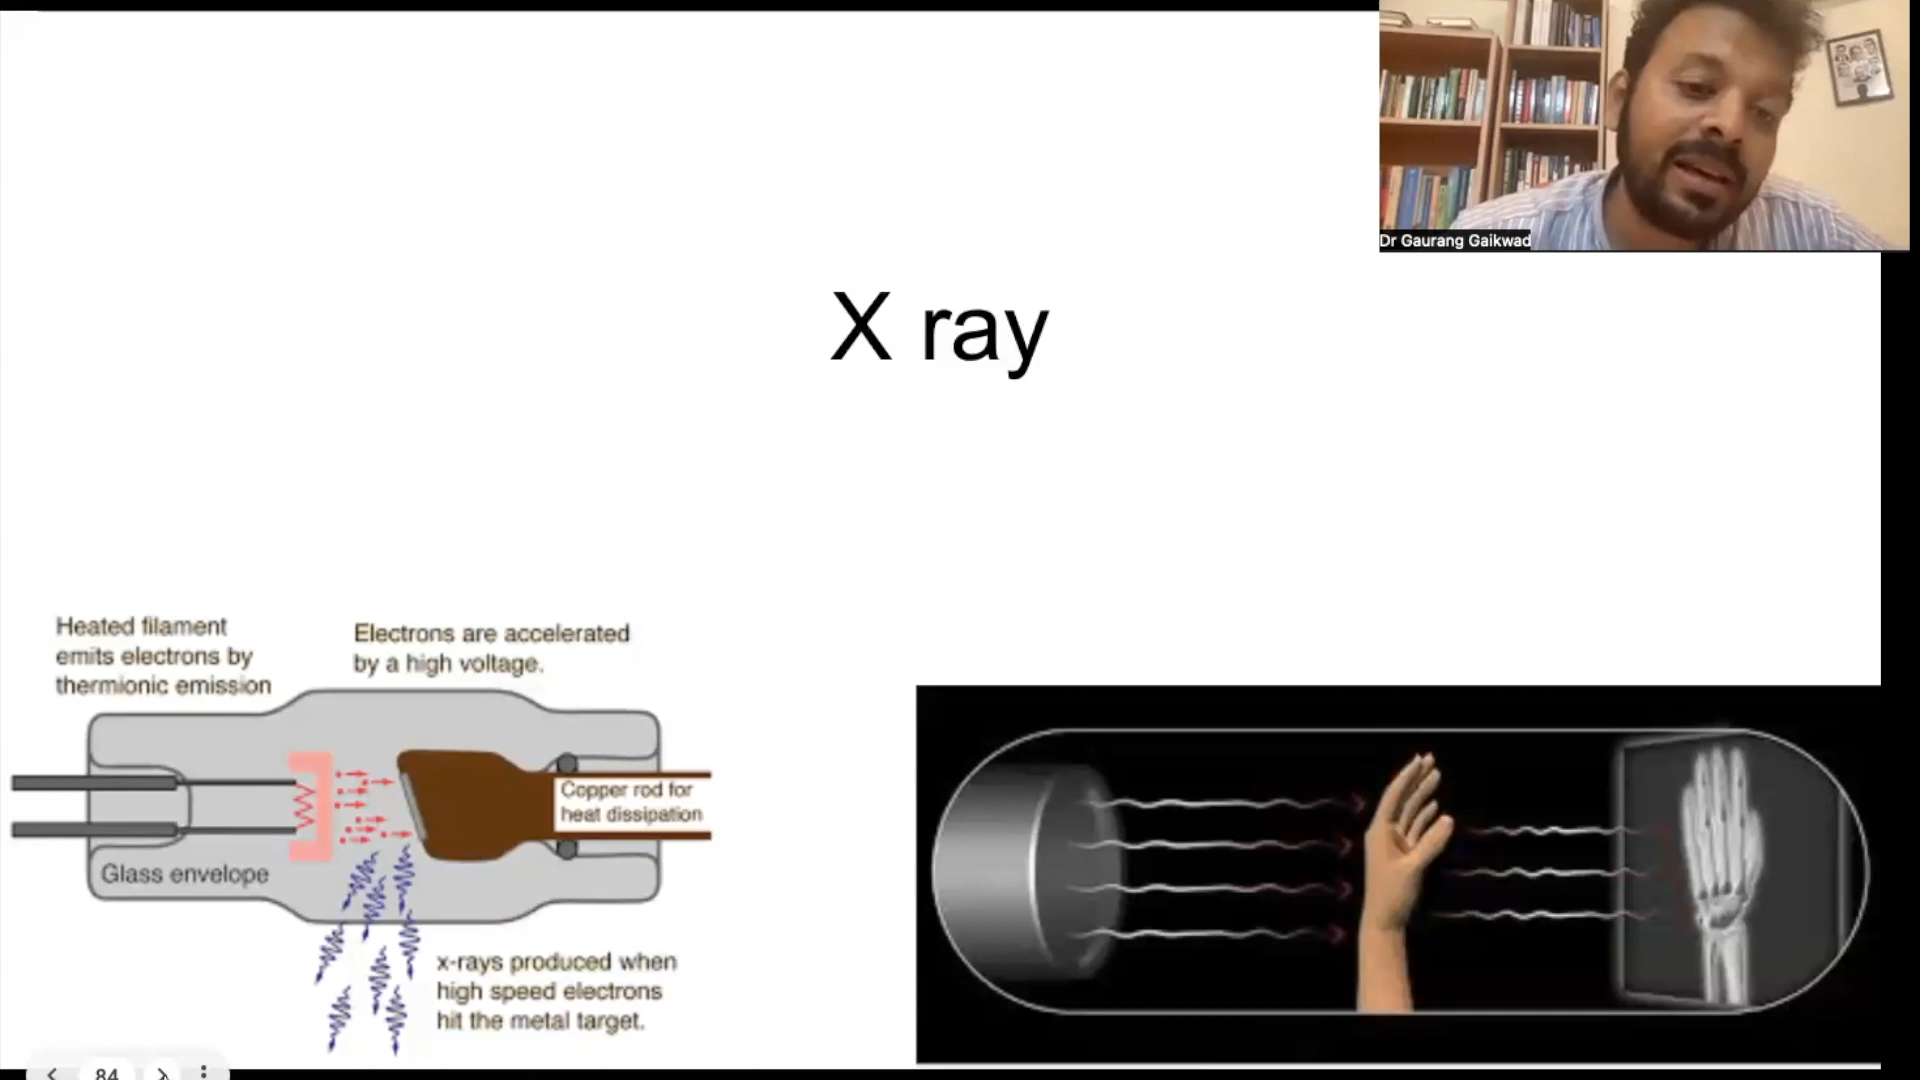 Dr Gaurang Gaikwad
X ray
Heated filament
emits electrons by
thermionic emission
Electrons are accelerated
by a high voltage.
Copper rod for
heat dissipation
Glass envelope
x-rays produced when
high speed electrons
hit the metal target.
84